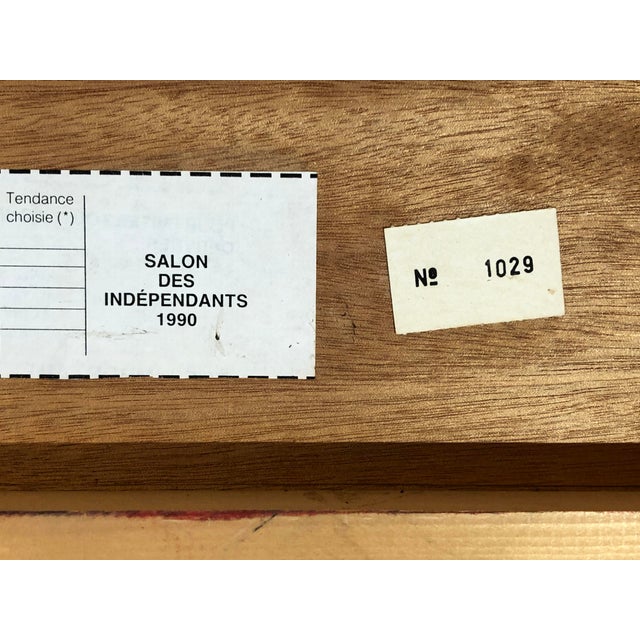 Tendance
choisie (*)
SALON
DES
INDÉPENDANTS
1990
Nº 1029